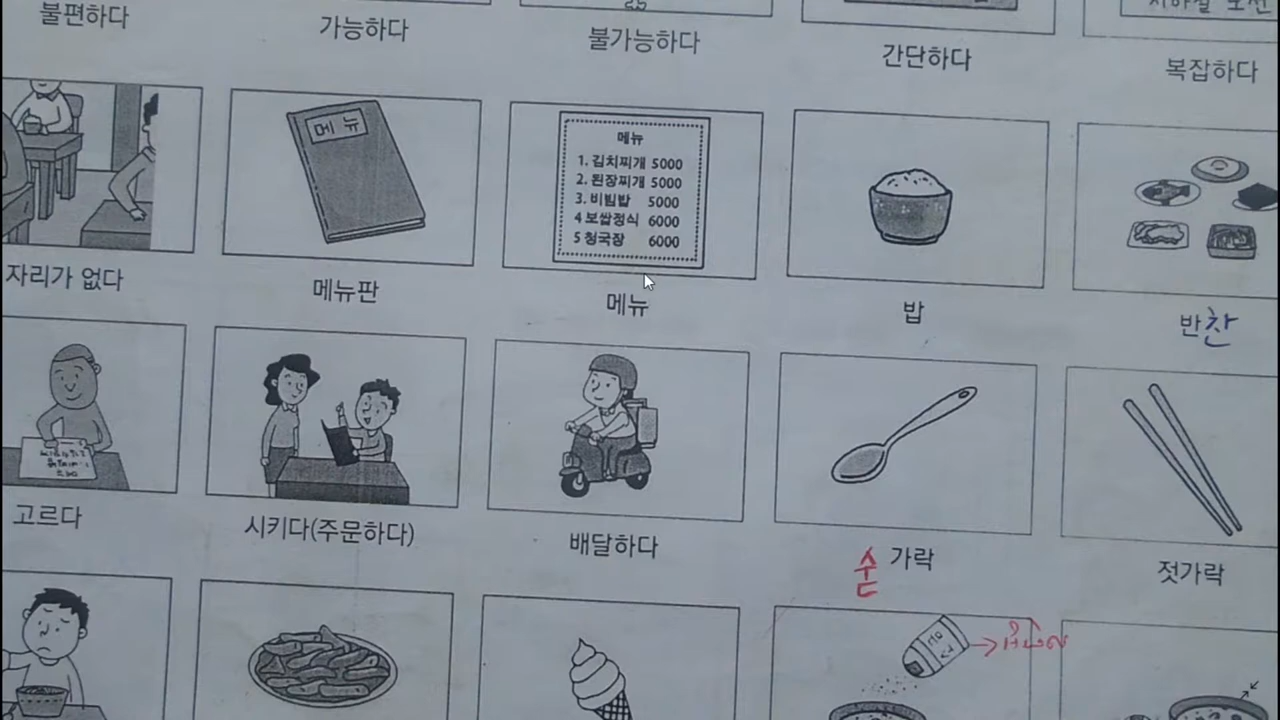 불편하다
가능하다
불가능하다
간단하다
복잡하다
메뉴
메뉴
1. 김치찌개 5000
2. 된장찌개 5000
3. 비빔밥 5000
4 보쌈정식 6000
5 청국장 6000
자리가 없다
메뉴판
메뉴
밥
반찬
고르다
시키다(주문하다)
배달하다
숟가락
젓가락